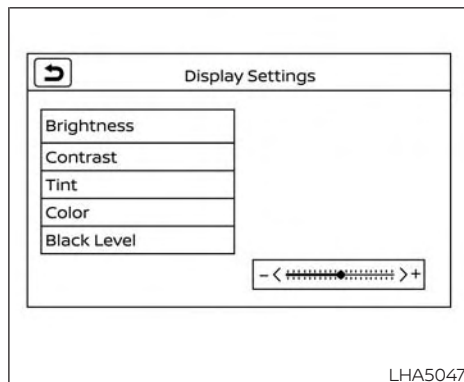 Display Settings
Brightness
Contrast
Tint
Color
Black Level
- < > +
LHA5047